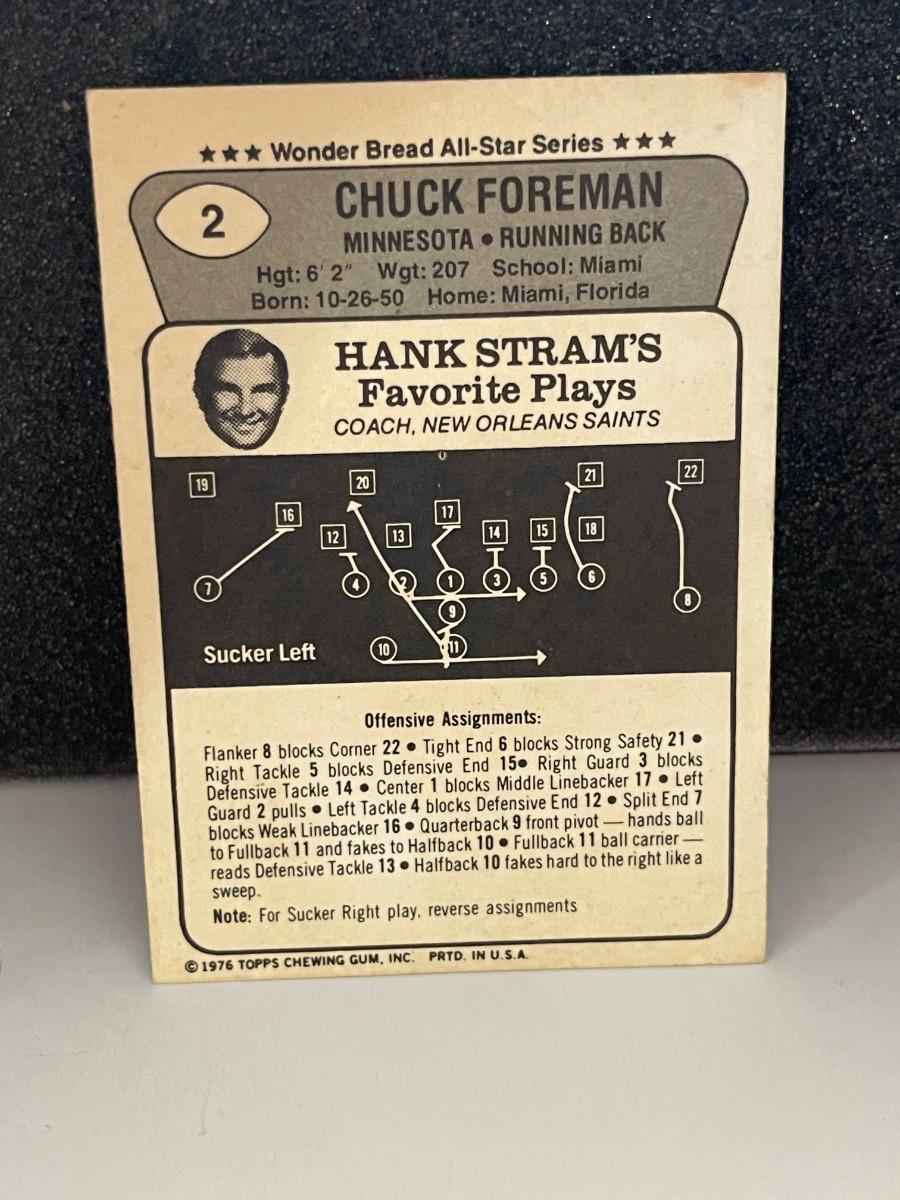 ★★★ Wonder Bread All-Star Series ★★★
2
CHUCK FOREMAN
MINNESOTA • RUNNING BACK
Hgt: 6' 2" Wgt: 207 School: Miami
Born: 10-26-50 Home: Miami, Florida
HANK STRAM'S
Favorite Plays
COACH, NEW ORLEANS SAINTS
19 20 21 22
16 17
12 13 14 15 18
7 4 2 1 3 5 6 8
9
10 11
Sucker Left
Offensive Assignments:
Flanker 8 blocks Corner 22 • Tight End 6 blocks Strong Safety 21 •
Right Tackle 5 blocks Defensive End 15• Right Guard 3 blocks
Defensive Tackle 14 • Center 1 blocks Middle Linebacker 17 • Left
Guard 2 pulls • Left Tackle 4 blocks Defensive End 12 • Split End 7
blocks Weak Linebacker 16 • Quarterback 9 front pivot — hands ball
to Fullback 11 and fakes to Halfback 10 • Fullback 11 ball carrier —
reads Defensive Tackle 13 • Halfback 10 fakes hard to the right like a
sweep.
Note: For Sucker Right play, reverse assignments
© 1976 TOPPS CHEWING GUM, INC. PRTD. IN U.S.A.